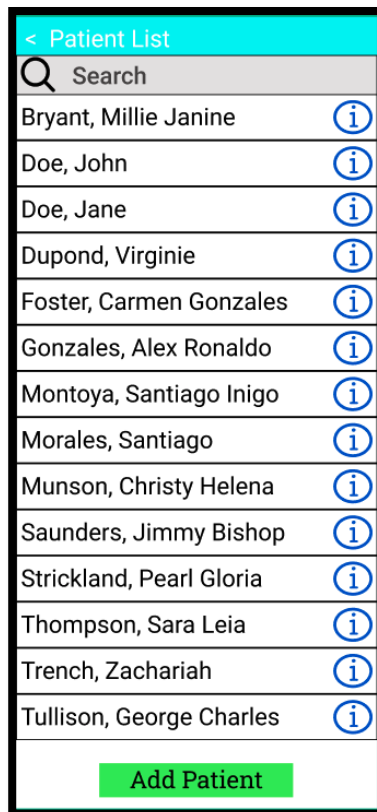 < Patient List
Search
Bryant, Millie Janine
Doe, John
Doe, Jane
Dupond, Virginie
Foster, Carmen Gonzales
Gonzales, Alex Ronaldo
Montoya, Santiago Inigo
Morales, Santiago
Munson, Christy Helena
Saunders, Jimmy Bishop
Strickland, Pearl Gloria
Thompson, Sara Leia
Trench, Zachariah
Tullison, George Charles
Add Patient